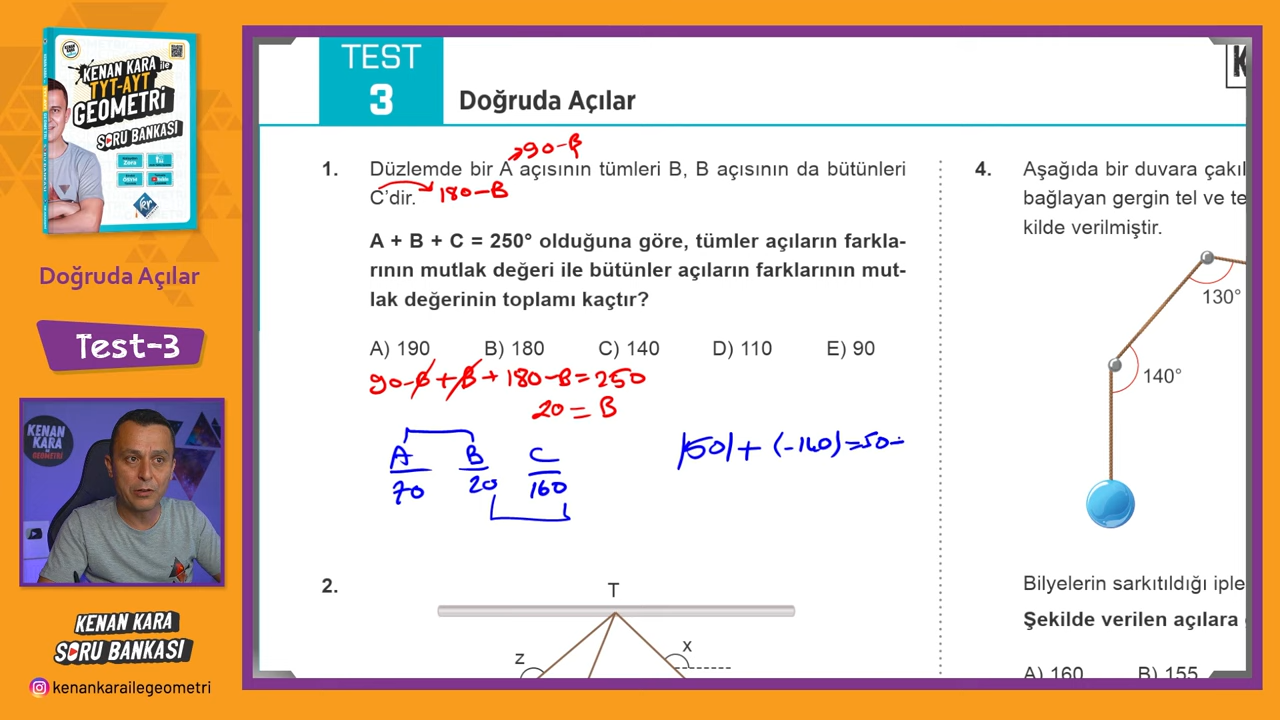 KENAN KARA ile
TYT-AYT
GEOMETRİ
SORU BANKASI
Doğruda Açılar
Test-3
KENAN KARA
SORU BANKASI
kenankarailegeometri
TEST
3
Doğruda Açılar
90-B
1. Düzlemde bir A açısının tümleri B, B açısının da bütünleri
C'dir. 180-B
A + B + C = 250° olduğuna göre, tümler açıların farkla-
rının mutlak değeri ile bütünler açıların farklarının mut-
lak değerinin toplamı kaçtır?
A) 190 B) 180 C) 140 D) 110 E) 90
90-B+B+180-B=250
20=B
A B C
70 20 160
|50|+(-140)=50-
2.
T
z
x
4. Aşağıda bir duvara çakıl
bağlayan gergin tel ve te
kilde verilmiştir.
130°
140°
Bilyelerin sarkıtıldığı iple
Şekilde verilen açılara
A) 160 B) 155